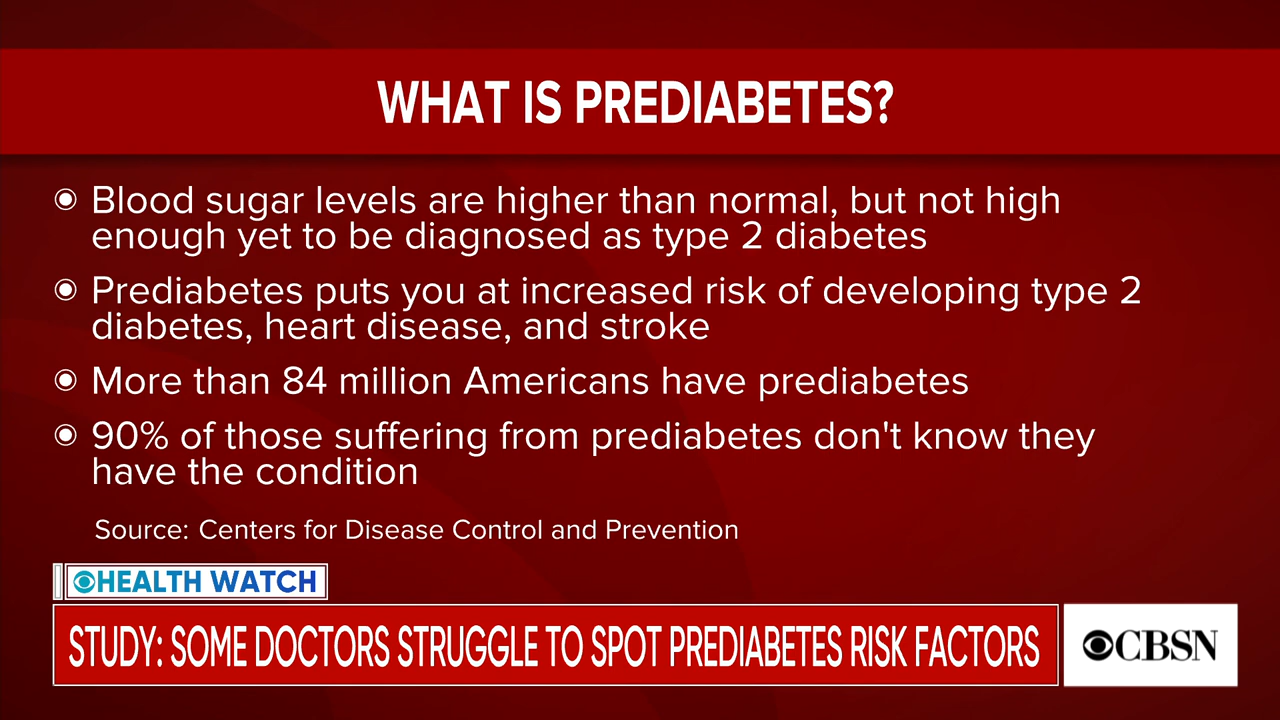 WHAT IS PREDIABETES?
Blood sugar levels are higher than normal, but not high
enough yet to be diagnosed as type 2 diabetes
Prediabetes puts you at increased risk of developing type 2
diabetes, heart disease, and stroke
More than 84 million Americans have prediabetes
90% of those suffering from prediabetes don't know they
have the condition
Source: Centers for Disease Control and Prevention
HEALTH WATCH
STUDY: SOME DOCTORS STRUGGLE TO SPOT PREDIABETES RISK FACTORS
CBSN